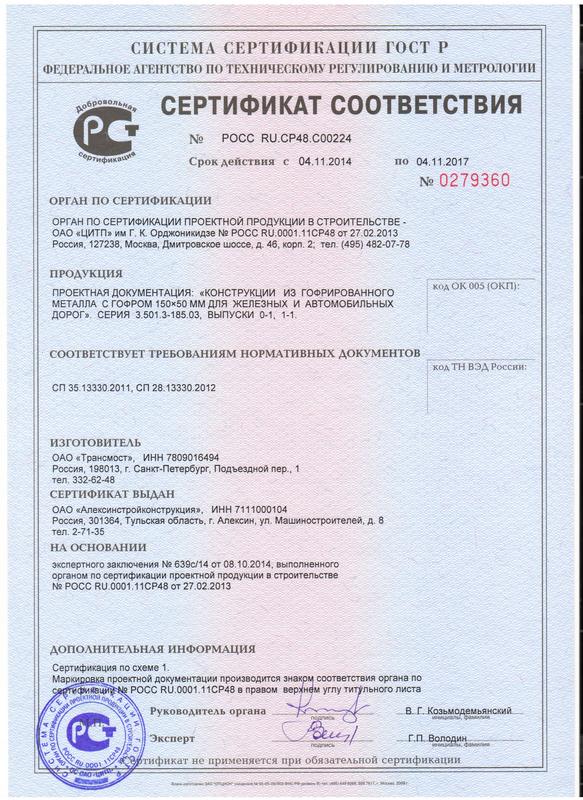 СИСТЕМА СЕРТИФИКАЦИИ ГОСТ Р
ФЕДЕРАЛЬНОЕ АГЕНТСТВО ПО ТЕХНИЧЕСКОМУ РЕГУЛИРОВАНИЮ И МЕТРОЛОГИИ
Добровольная
РСТ
сертификация
СЕРТИФИКАТ СООТВЕТСТВИЯ
№ РОСС RU.СР48.С00224
Срок действия с 04.11.2014 по 04.11.2017
№ 0279360
ОРГАН ПО СЕРТИФИКАЦИИ
ОРГАН ПО СЕРТИФИКАЦИИ ПРОЕКТНОЙ ПРОДУКЦИИ В СТРОИТЕЛЬСТВЕ -
ОАО «ЦИТП» им Г. К. Орджоникидзе № РОСС RU.0001.11СР48 от 27.02.2013
Россия, 127238, Москва, Дмитровское шоссе, д. 46, корп. 2; тел. (495) 482-07-78
ПРОДУКЦИЯ
ПРОЕКТНАЯ ДОКУМЕНТАЦИЯ: «КОНСТРУКЦИИ ИЗ ГОФРИРОВАННОГО
МЕТАЛЛА С ГОФРОМ 150×50 ММ ДЛЯ ЖЕЛЕЗНЫХ И АВТОМОБИЛЬНЫХ
ДОРОГ». СЕРИЯ 3.501.3-185.03, ВЫПУСКИ 0-1, 1-1.
код ОК 005 (ОКП):
СООТВЕТСТВУЕТ ТРЕБОВАНИЯМ НОРМАТИВНЫХ ДОКУМЕНТОВ
код ТН ВЭД России:
СП 35.13330.2011, СП 28.13330.2012
ИЗГОТОВИТЕЛЬ
ОАО «Трансмост», ИНН 7809016494
Россия, 198013, г. Санкт-Петербург, Подъездной пер., 1
тел. 332-62-48
СЕРТИФИКАТ ВЫДАН
ОАО «Алексинстройконструкция», ИНН 7111000104
Россия, 301364, Тульская область, г. Алексин, ул. Машиностроителей, д. 8
тел. 2-71-35
НА ОСНОВАНИИ
экспертного заключения № 639с/14 от 08.10.2014, выполненного
органом по сертификации проектной продукции в строительстве
№ РОСС RU.0001.11СР48 от 27.02.2013
ДОПОЛНИТЕЛЬНАЯ ИНФОРМАЦИЯ
Сертификация по схеме 1.
Маркировка проектной документации производится знаком соответствия органа по
сертификации № РОСС RU.0001.11СР48 в правом верхнем углу титульного листа
Руководитель органа
подпись
В. Г. Козьмодемьянский
инициалы, фамилия
Эксперт
подпись
Г.П. Володин
инициалы, фамилия
Сертификат не применяется при обязательной сертификации